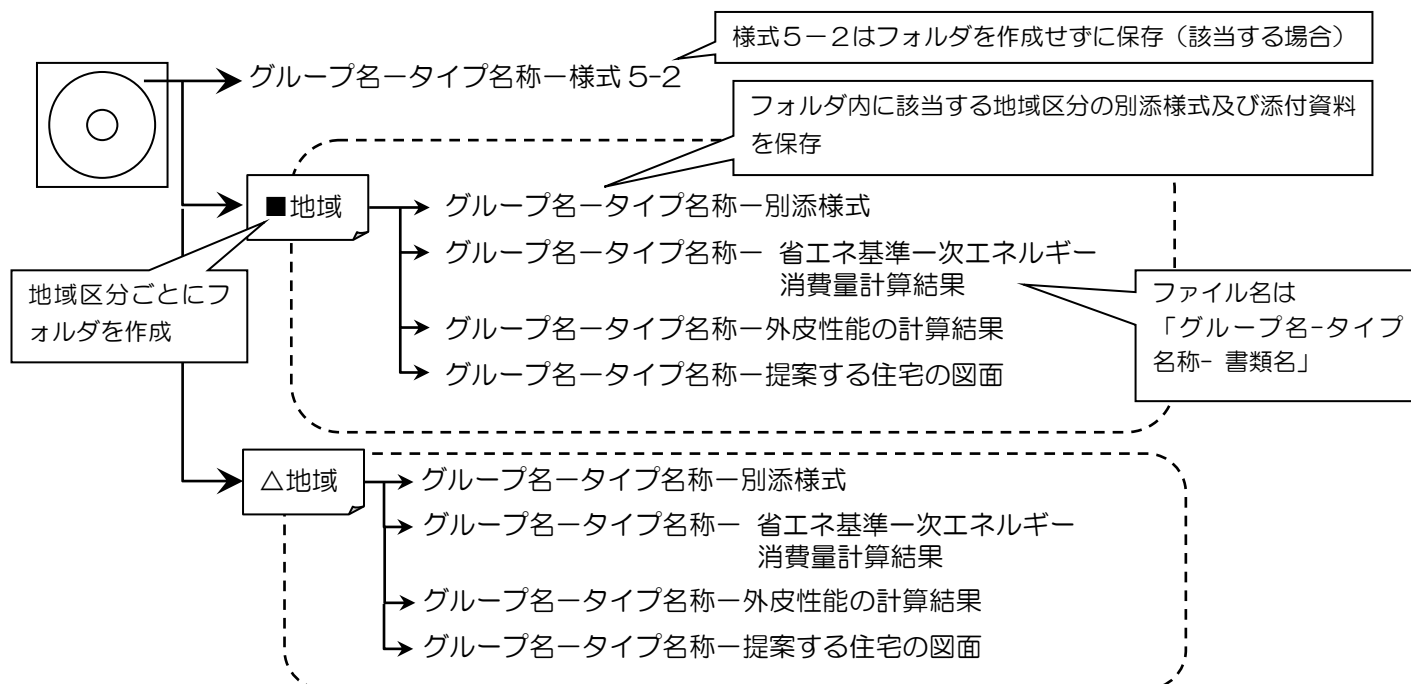 様式５－２はフォルダを作成せずに保存（該当する場合）
グループ名ータイプ名称ー様式 5-2
フォルダ内に該当する地域区分の別添様式及び添付資料
を保存
■地域
グループ名ータイプ名称ー別添様式
グループ名ータイプ名称ー 省エネ基準一次エネルギー
消費量計算結果
グループ名ータイプ名称ー外皮性能の計算結果
グループ名ータイプ名称ー提案する住宅の図面
地域区分ごとにフ
ォルダを作成
ファイル名は
「グループ名-タイプ
名称- 書類名」
△地域
グループ名ータイプ名称ー別添様式
グループ名ータイプ名称ー 省エネ基準一次エネルギー
消費量計算結果
グループ名ータイプ名称ー外皮性能の計算結果
グループ名ータイプ名称ー提案する住宅の図面